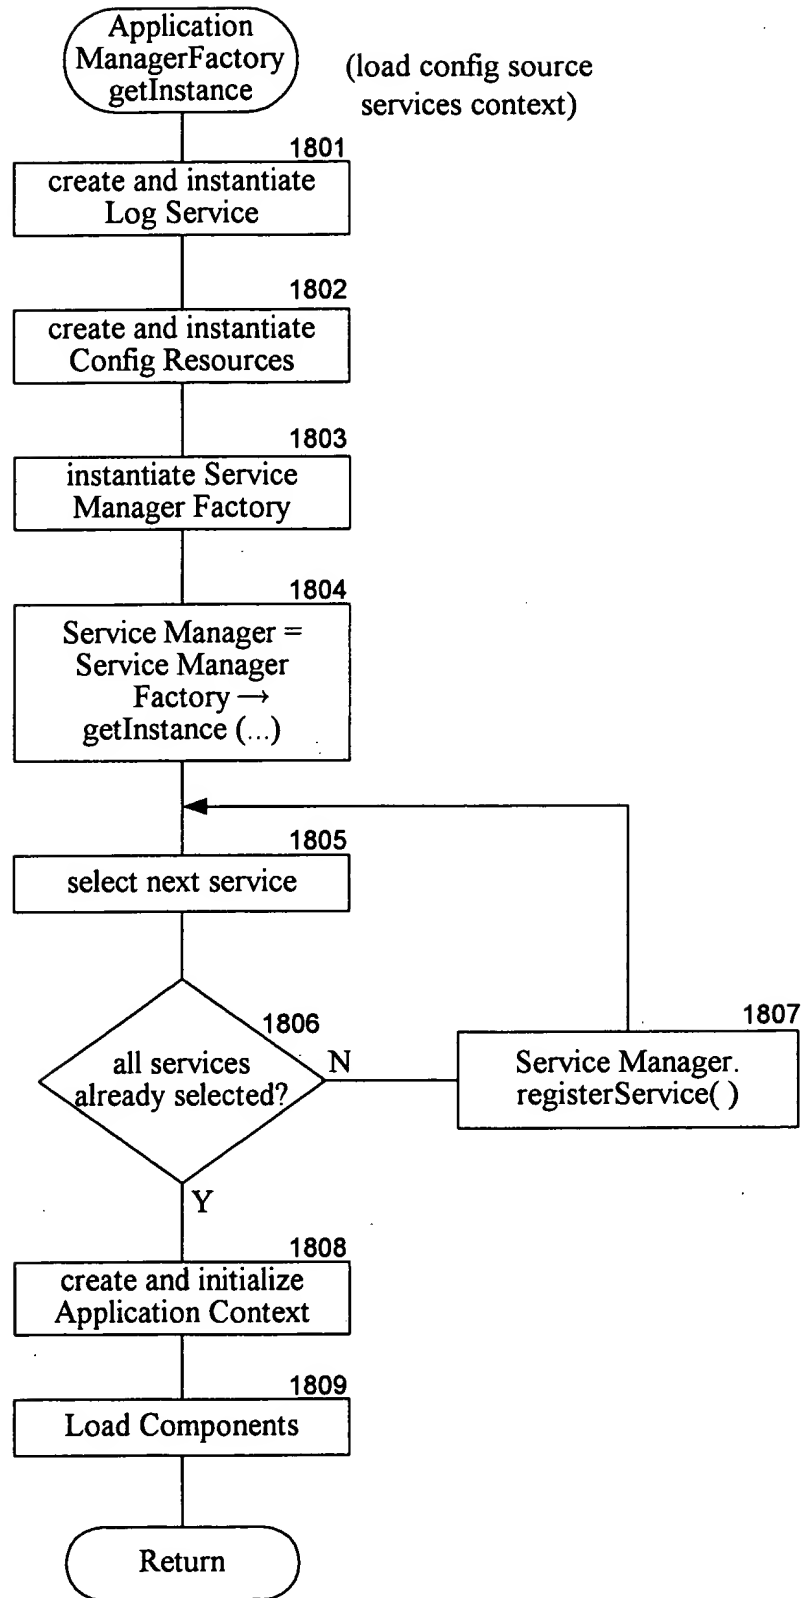 Application
ManagerFactory
getInstance
(load config source
services context)
1801
create and instantiate
Log Service
1802
create and instantiate
Config Resources
1803
instantiate Service
Manager Factory
1804
Service Manager =
Service Manager
Factory →
getInstance (...)
1805
select next service
1806
all services
already selected?
N
1807
Service Manager.
registerService( )
Y
1808
create and initialize
Application Context
1809
Load Components
Return